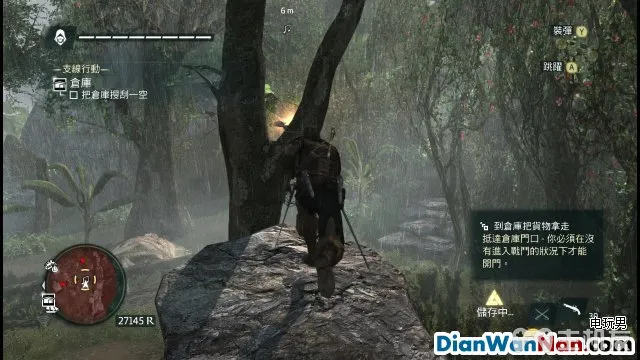 6 m
裝彈 Y
跳躍 A
支線行動
倉庫
把倉庫搜刮一空
到倉庫把貨物拿走
抵達倉庫門口，你必須在沒
有進入戰鬥的狀況下才能
開門。
儲存中...
38
27145 R
电玩男
DianWanNan.com